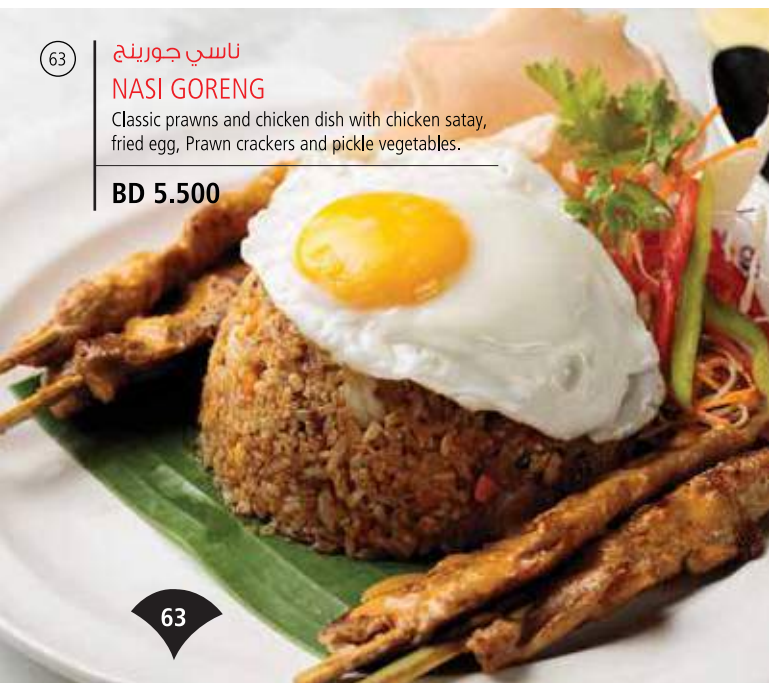 63
ناسي جورينج
NASI GORENG
Classic prawns and chicken dish with chicken satay,
fried egg, Prawn crackers and pickle vegetables.
BD 5.500
63